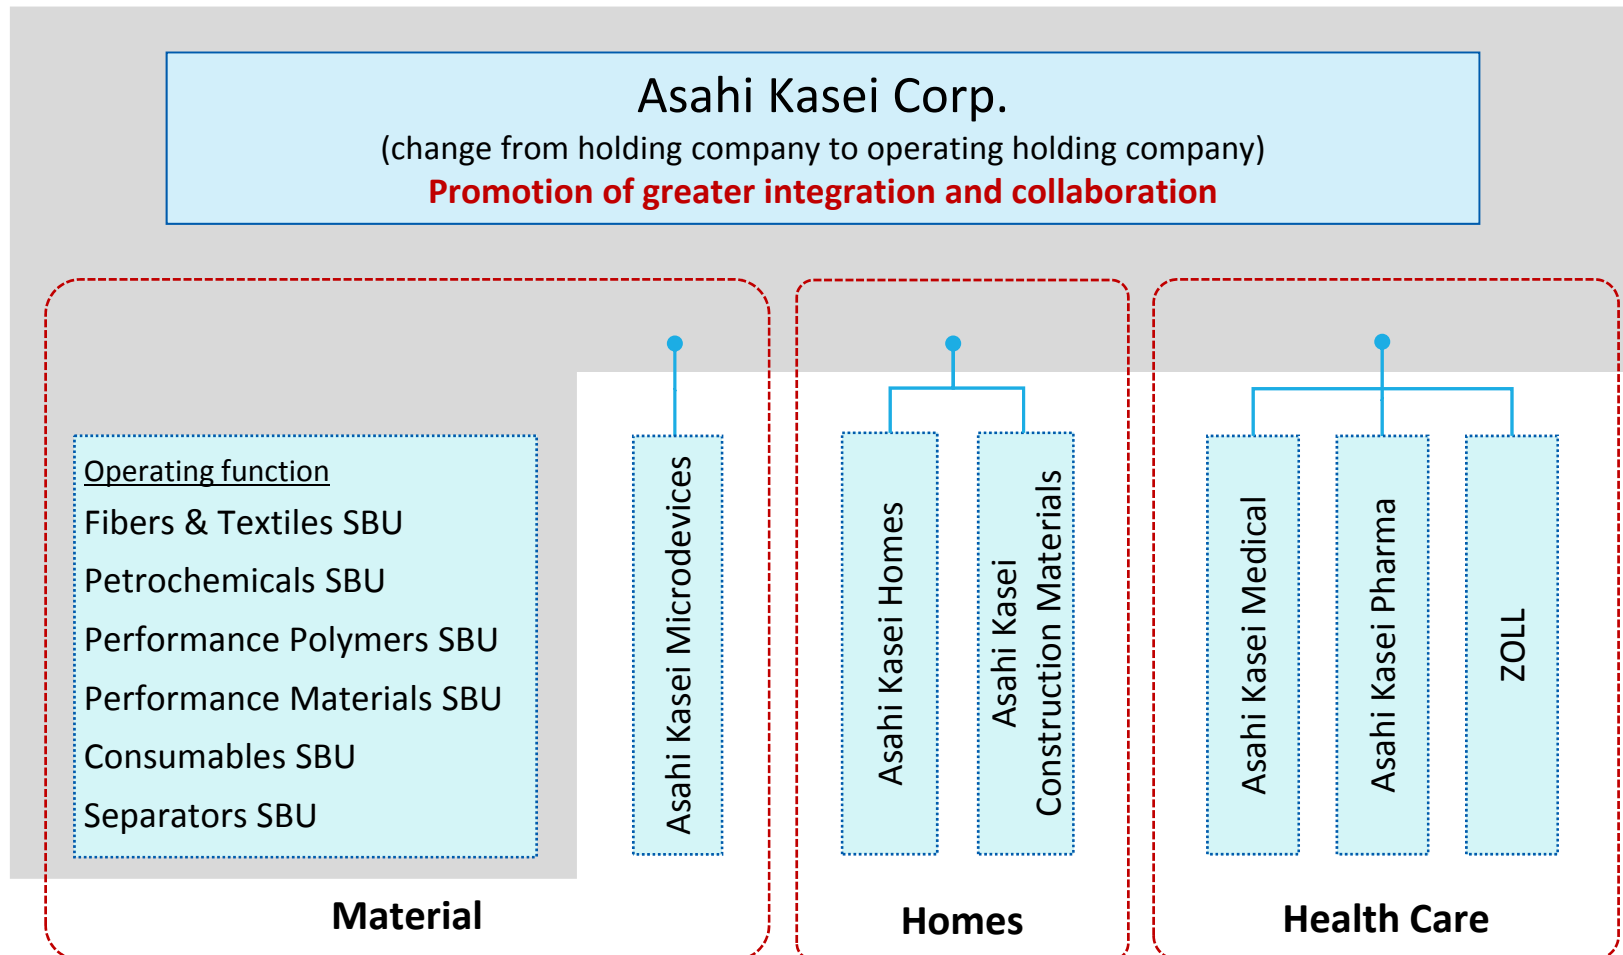 Asahi Kasei Corp.
(change from holding company to operating holding company)
Promotion of greater integration and collaboration
Operating function
Fibers & Textiles SBU
Petrochemicals SBU
Performance Polymers SBU
Performance Materials SBU
Consumables SBU
Separators SBU
Asahi Kasei Microdevices
Asahi Kasei Homes
Asahi Kasei
Construction Materials
Asahi Kasei Medical
Asahi Kasei Pharma
ZOLL
Material
Homes
Health Care